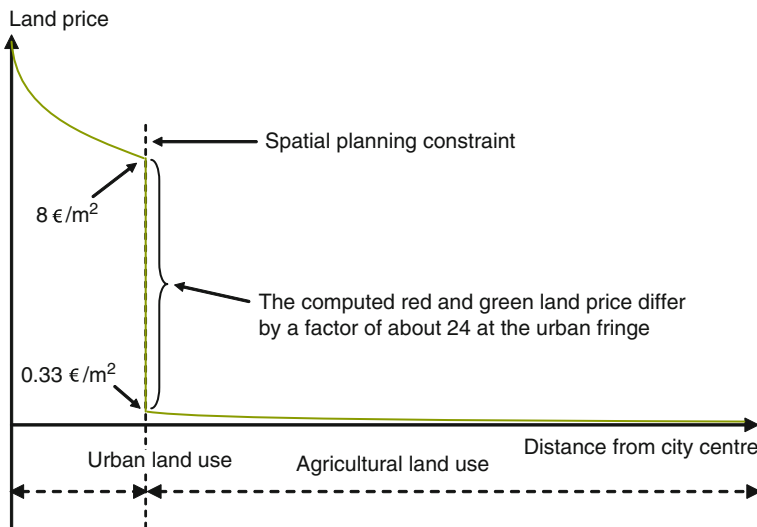 Land price
Spatial planning constraint
8 €/m²
The computed red and green land price differ
by a factor of about 24 at the urban fringe
0.33 €/m²
Distance from city centre
Urban land use
Agricultural land use